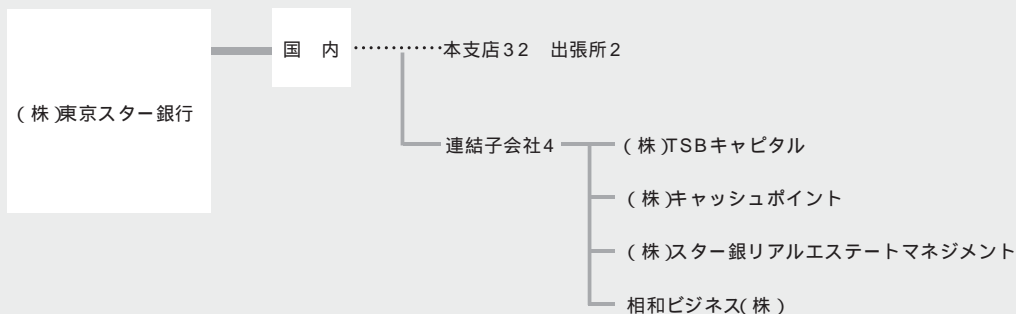 (株)東京スター銀行
国 内 …………本支店32 出張所2
連結子会社4
(株)TSBキャピタル
(株)キャッシュポイント
(株)スター銀リアルエステートマネジメント
相和ビジネス(株)